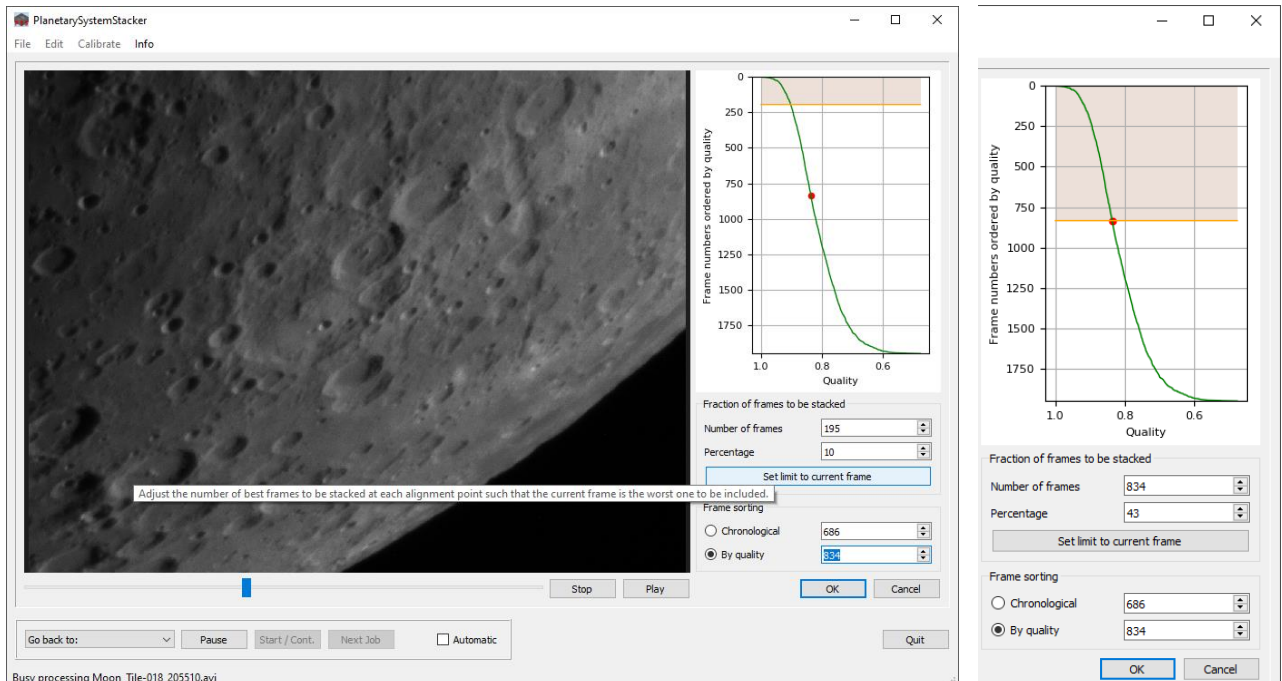 PlanetarySystemStacker
File Edit Calibrate Info
0
250
500
750
1000
1250
1500
1750
Frame numbers ordered by quality
1.0 0.8 0.6
Quality
Fraction of frames to be stacked
Number of frames 195
Percentage 10
Set limit to current frame
Adjust the number of best frames to be stacked at each alignment point such that the current frame is the worst one to be included.
Frame sorting
Chronological 686
By quality 834
Stop Play OK Cancel
Go back to: Pause Start / Cont. Next Job Automatic Quit
Busy processing Moon_Tile-018_205510.avi
0
250
500
750
1000
1250
1500
1750
Frame numbers ordered by quality
1.0 0.8 0.6
Quality
Fraction of frames to be stacked
Number of frames 834
Percentage 43
Set limit to current frame
Frame sorting
Chronological 686
By quality 834
OK Cancel